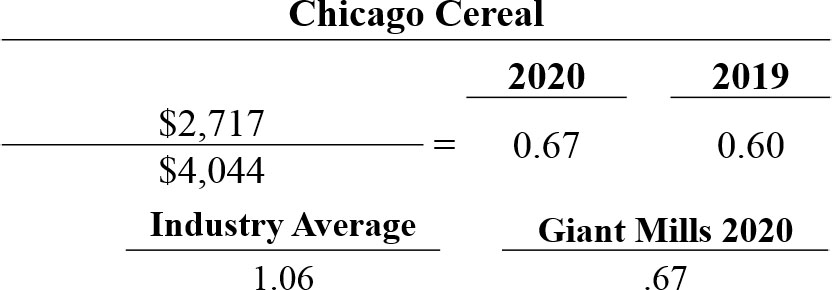 Chicago Cereal
2020 2019
$2,717
$4,044
= 0.67 0.60
Industry Average Giant Mills 2020
1.06 .67